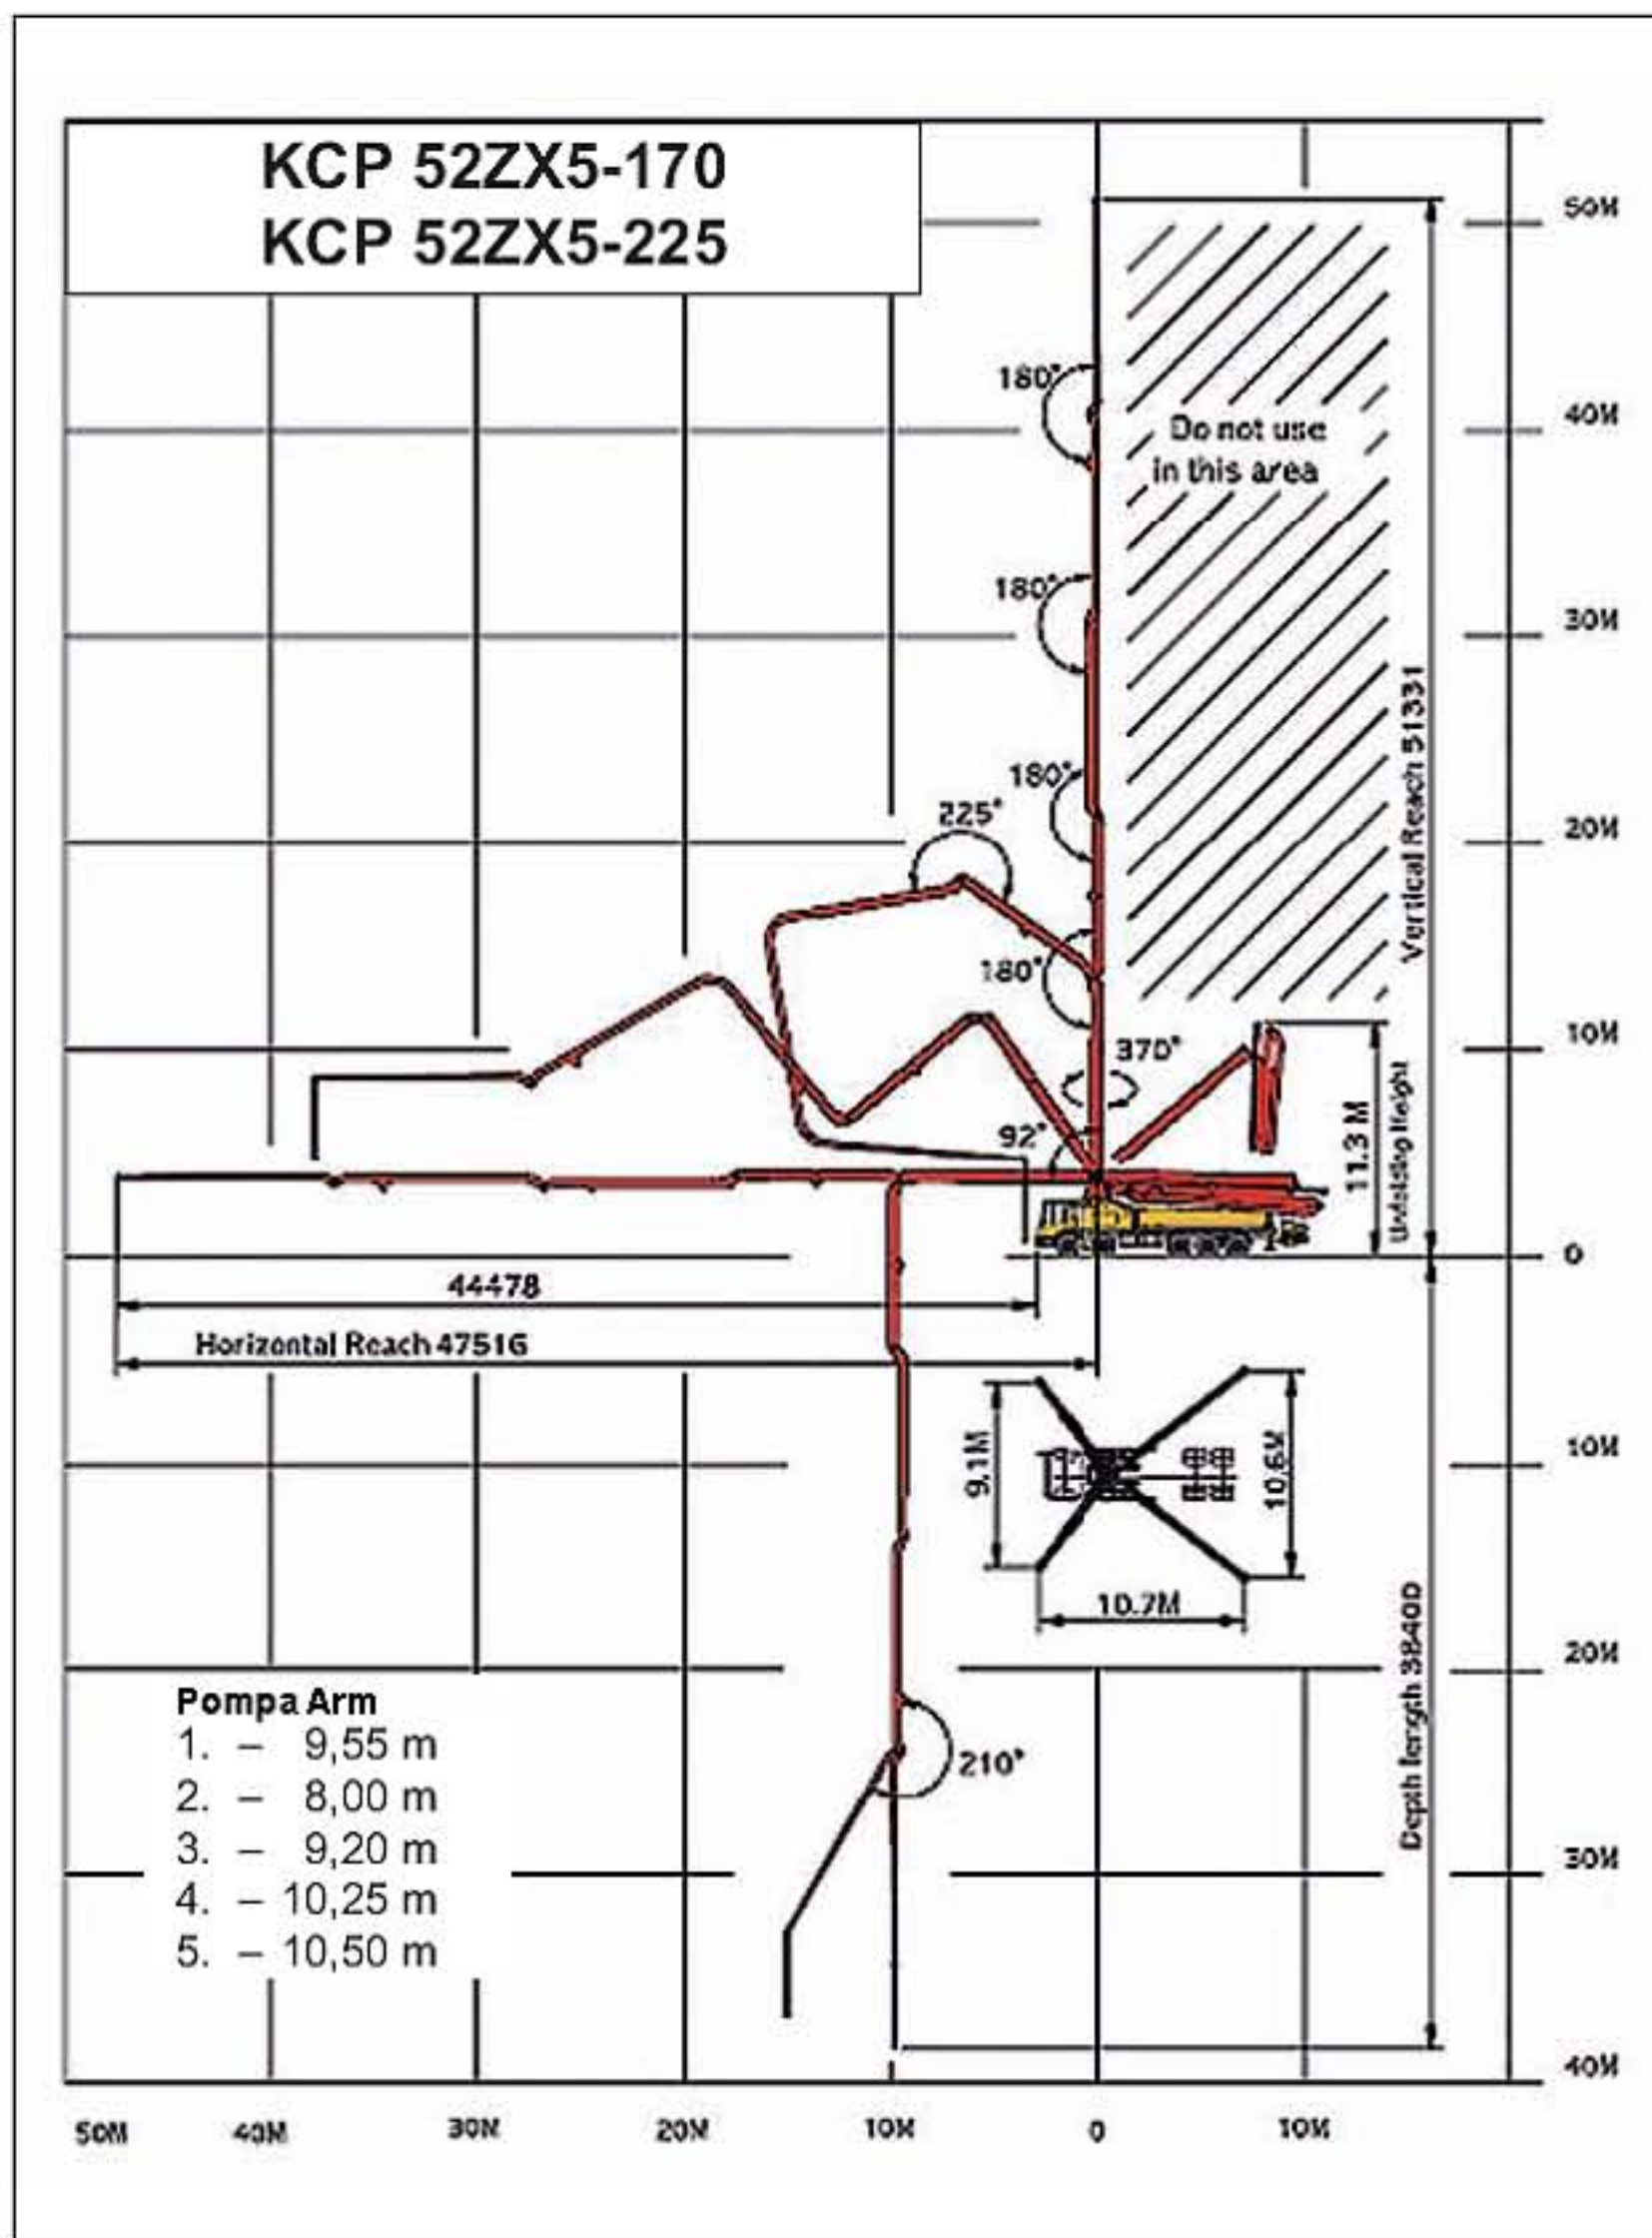 KCP 52ZX5-170
KCP 52ZX5-225
50M
180°
Do not use
in this area
40M
180°
30M
Vertical Reach 51331
180°
225°
20M
180°
370°
10M
92°
11.3 M
Unfolding Height
0
44478
Horizontal Reach 47516
9.1M
10.6M
10M
10.7M
Depth length 38400
20M
Pompa Arm
1. – 9,55 m
2. – 8,00 m
3. – 9,20 m
4. – 10,25 m
5. – 10,50 m
210°
30M
40M
50M 40M 30M 20M 10M 0 10M